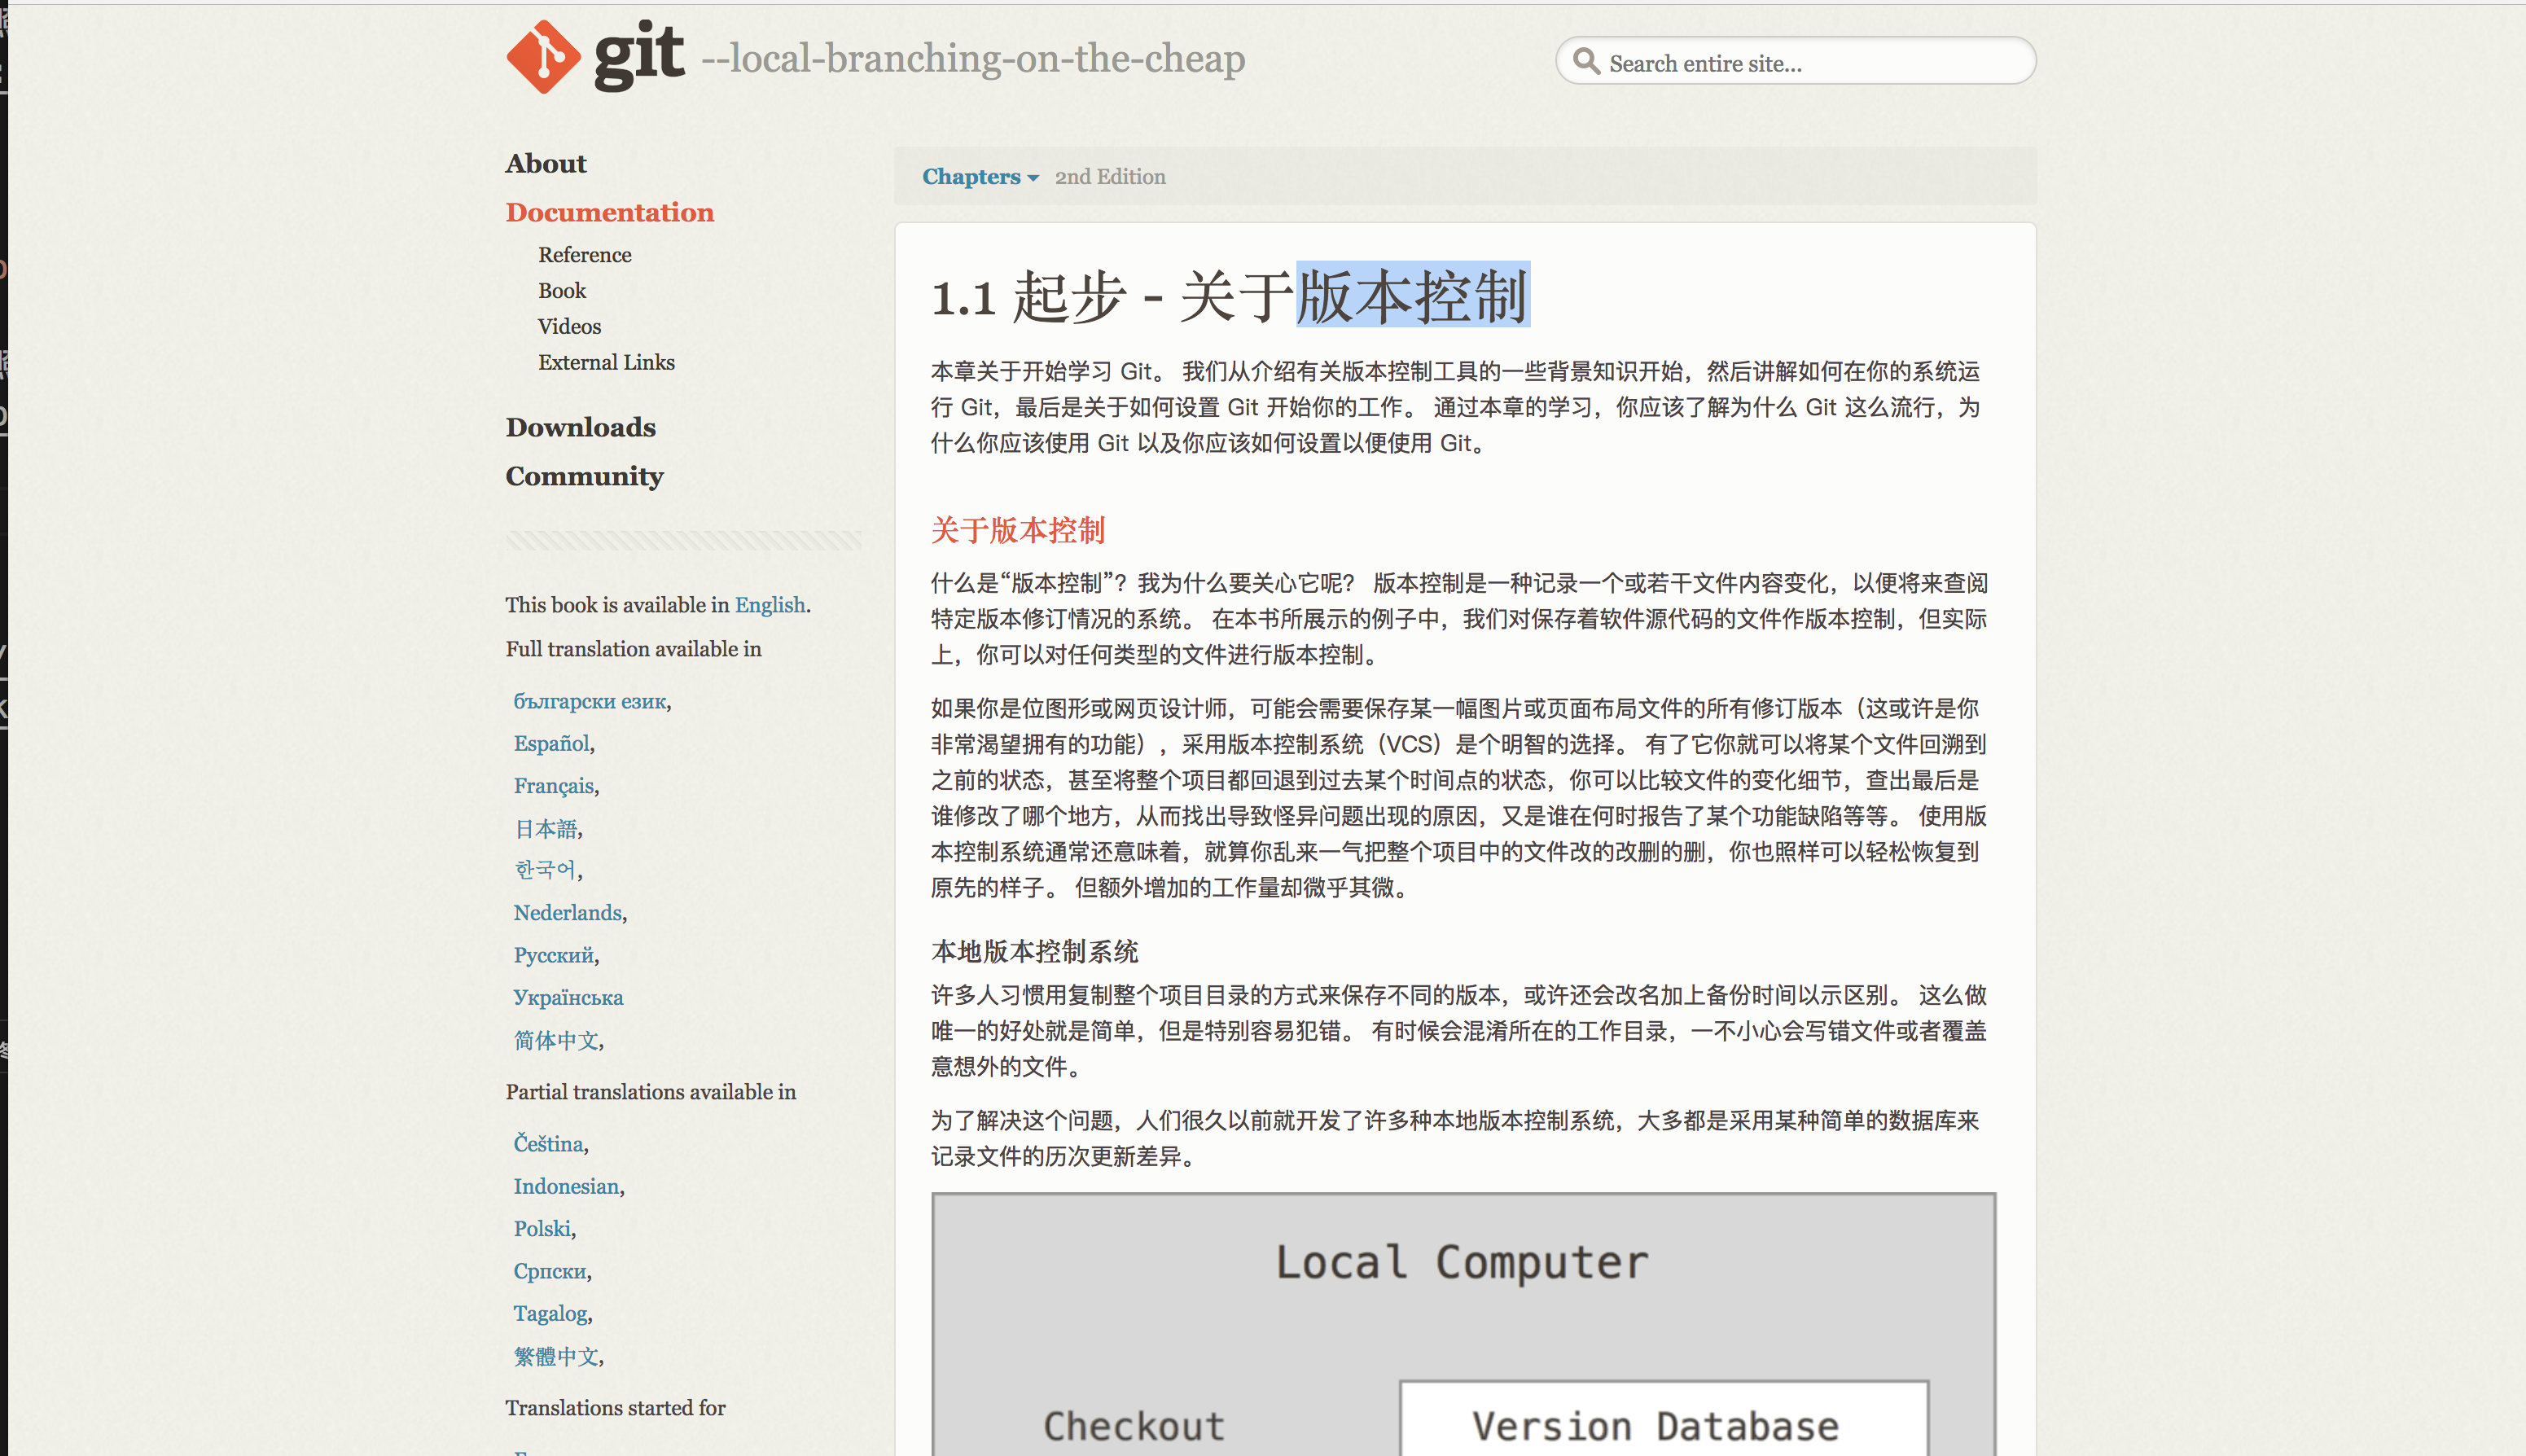 git --local-branching-on-the-cheap
Search entire site...
About
Documentation
Reference
Book
Videos
External Links
Downloads
Community
This book is available in English.
Full translation available in
български език,
Español,
Français,
日本語,
한국어,
Nederlands,
Русский,
Українська
简体中文,
Partial translations available in
Čeština,
Indonesian,
Polski,
Српски,
Tagalog,
繁體中文,
Translations started for
Chapters 2nd Edition
1.1 起步 - 关于版本控制
本章关于开始学习 Git。 我们从介绍有关版本控制工具的一些背景知识开始，然后讲解如何在你的系统运
行 Git，最后是关于如何设置 Git 开始你的工作。 通过本章的学习，你应该了解为什么 Git 这么流行，为
什么你应该使用 Git 以及你应该如何设置以便使用 Git。
关于版本控制
什么是“版本控制”？我为什么要关心它呢？ 版本控制是一种记录一个或若干文件内容变化，以便将来查阅
特定版本修订情况的系统。 在本书所展示的例子中，我们对保存着软件源代码的文件作版本控制，但实际
上，你可以对任何类型的文件进行版本控制。
如果你是位图形或网页设计师，可能会需要保存某一幅图片或页面布局文件的所有修订版本（这或许是你
非常渴望拥有的功能），采用版本控制系统（VCS）是个明智的选择。 有了它你就可以将某个文件回溯到
之前的状态，甚至将整个项目都回退到过去某个时间点的状态，你可以比较文件的变化细节，查出最后是
谁修改了哪个地方，从而找出导致怪异问题出现的原因，又是谁在何时报告了某个功能缺陷等等。 使用版
本控制系统通常还意味着，就算你乱来一气把整个项目中的文件改的改删的删，你也照样可以轻松恢复到
原先的样子。 但额外增加的工作量却微乎其微。
本地版本控制系统
许多人习惯用复制整个项目目录的方式来保存不同的版本，或许还会改名加上备份时间以示区别。 这么做
唯一的好处就是简单，但是特别容易犯错。 有时候会混淆所在的工作目录，一不小心会写错文件或者覆盖
意想外的文件。
为了解决这个问题，人们很久以前就开发了许多种本地版本控制系统，大多都是采用某种简单的数据库来
记录文件的历次更新差异。
Local Computer
Checkout
Version Database